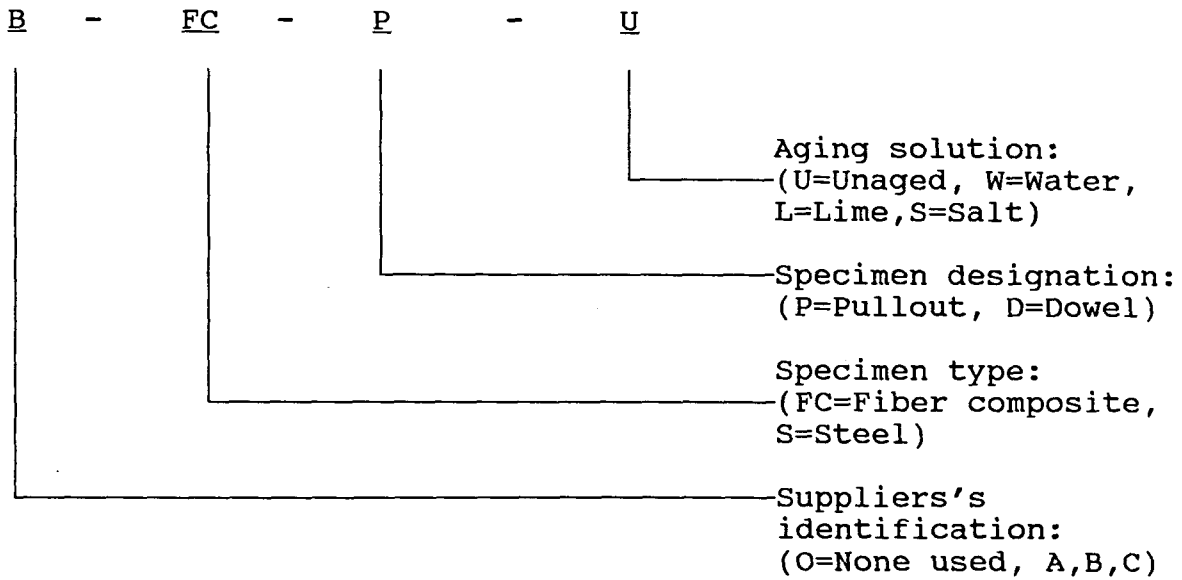 B - FC - P - U
Aging solution:
(U=Unaged, W=Water,
L=Lime,S=Salt)
Specimen designation:
(P=Pullout, D=Dowel)
Specimen type:
(FC=Fiber composite,
S=Steel)
Suppliers's
identification:
(O=None used, A,B,C)